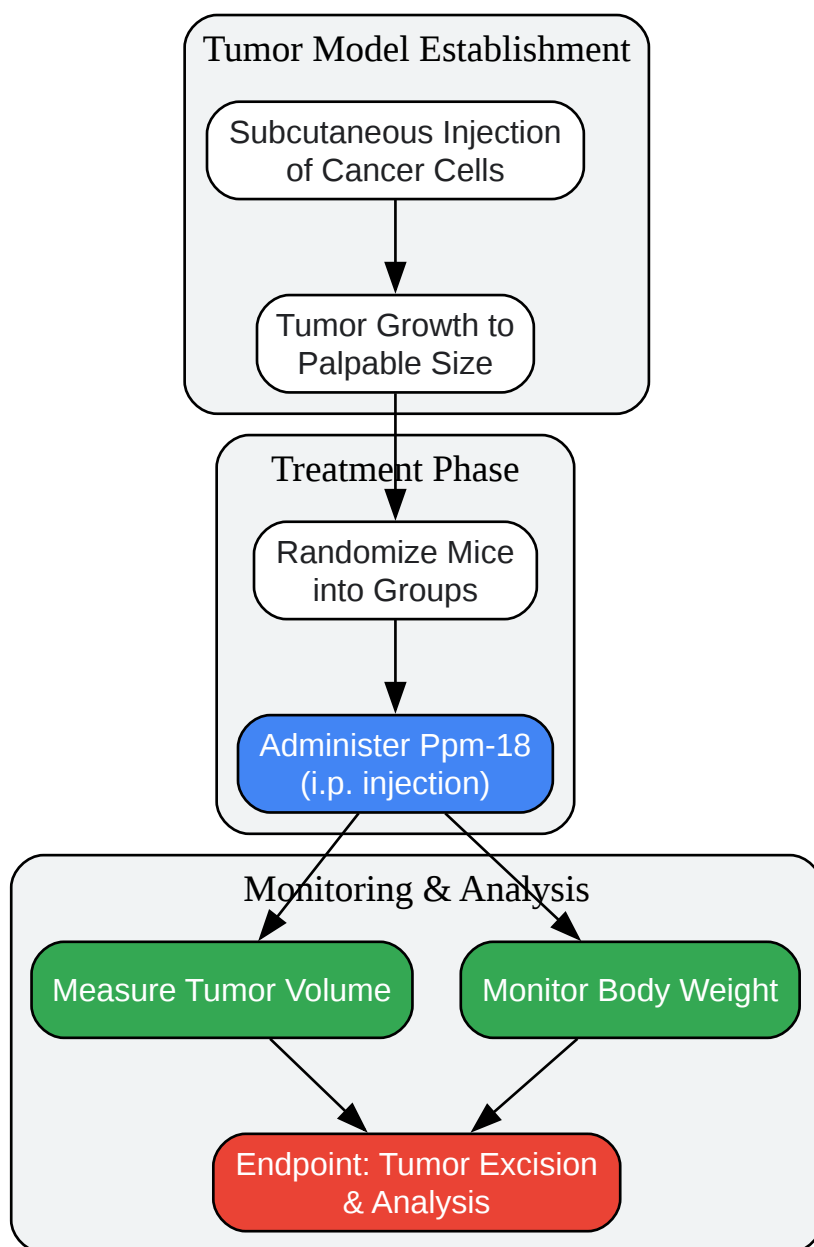 Tumor Model Establishment
Subcutaneous Injection
of Cancer Cells
Tumor Growth to
Palpable Size
Treatment Phase
Randomize Mice
into Groups
Administer Ppm-18
(i.p. injection)
Monitoring & Analysis
Measure Tumor Volume
Monitor Body Weight
Endpoint: Tumor Excision
& Analysis